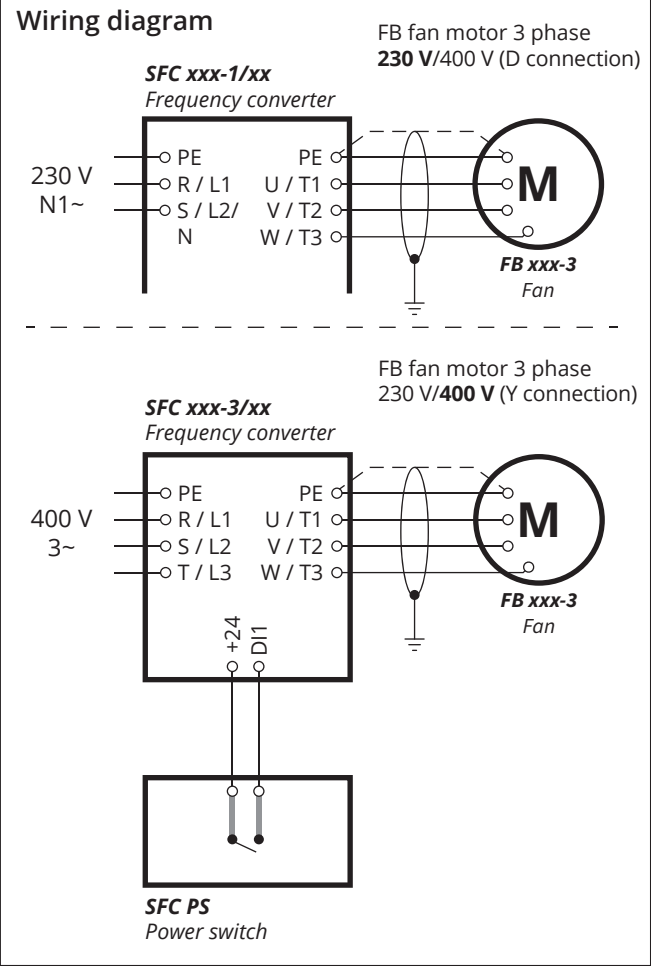 Wiring diagram
FB fan motor 3 phase
230 V/400 V (D connection)
SFC xxx-1/xx
Frequency converter
230 V
N1~
PE
R / L1
S / L2/
N
PE
U / T1
V / T2
W / T3
M
FB xxx-3
Fan
FB fan motor 3 phase
230 V/400 V (Y connection)
SFC xxx-3/xx
Frequency converter
400 V
3~
PE
R / L1
S / L2
T / L3
PE
U / T1
V / T2
W / T3
M
FB xxx-3
Fan
+24
DI1
SFC PS
Power switch